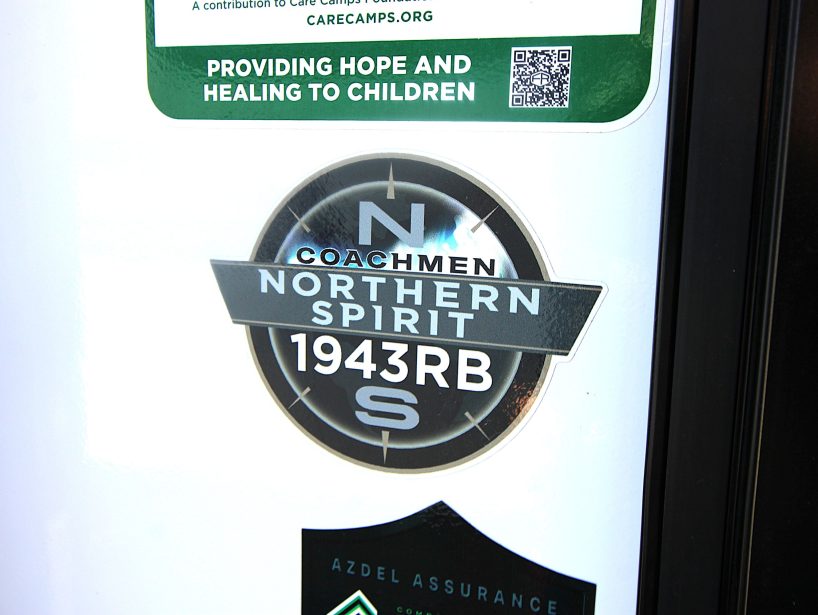 A contribution to Care Camps
CARECAMPS.ORG
PROVIDING HOPE AND
HEALING TO CHILDREN
N
COACHMEN
NORTHERN
SPIRIT
1943RB
S
AZDEL ASSURANCE